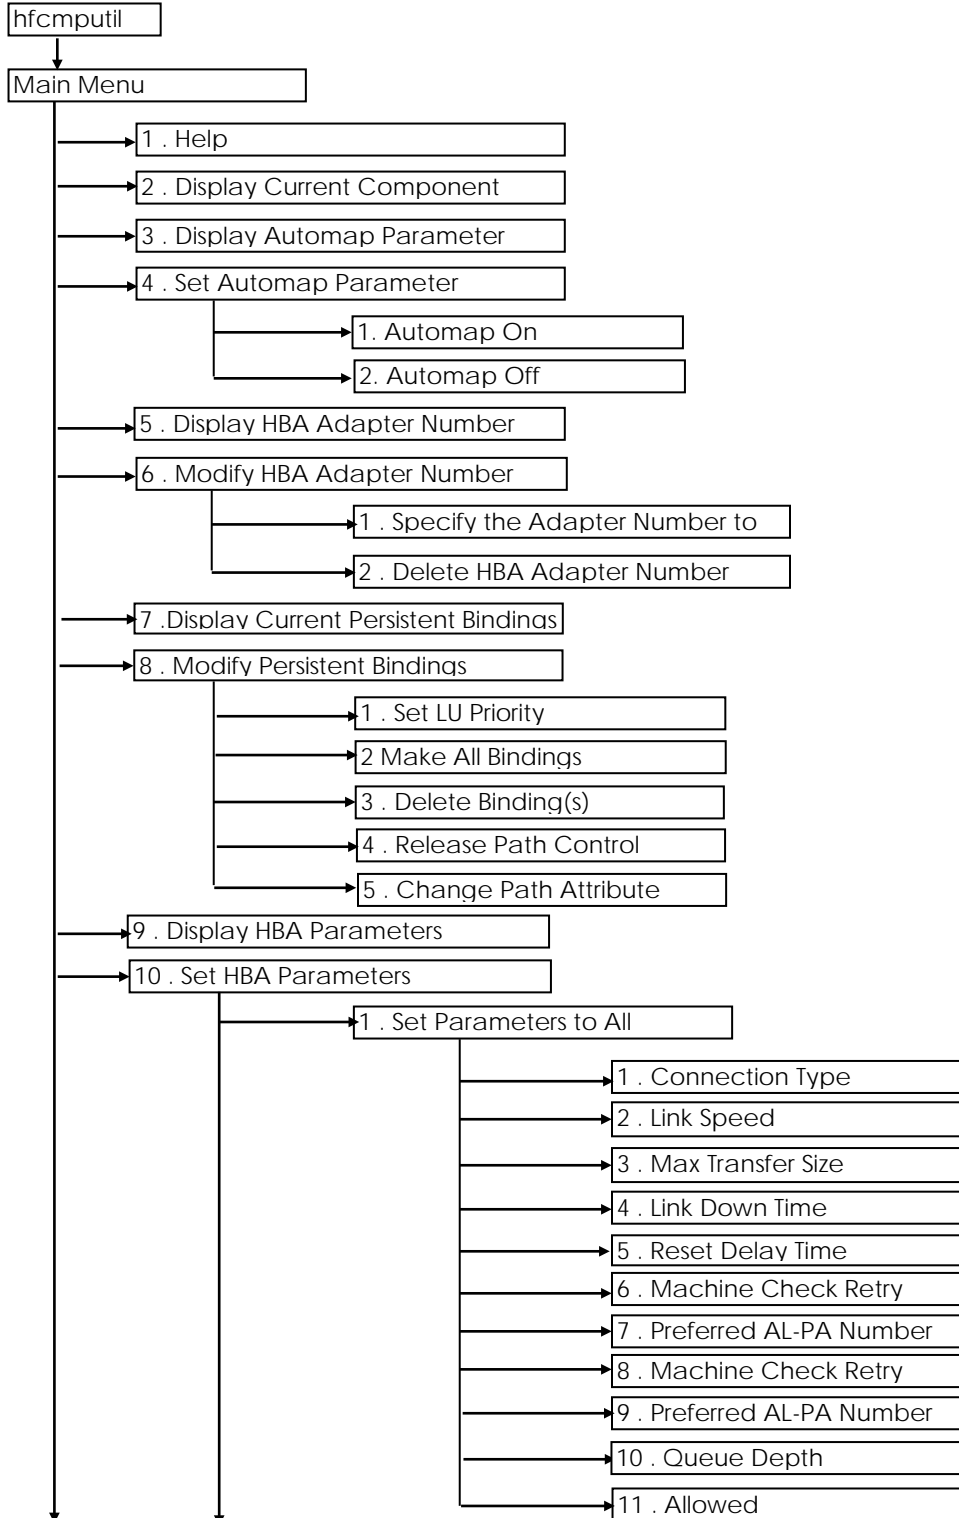 hfcmputil
Main Menu
1 . Help
2 . Display Current Component
3 . Display Automap Parameter
4 . Set Automap Parameter
1. Automap On
2. Automap Off
5 . Display HBA Adapter Number
6 . Modify HBA Adapter Number
1 . Specify the Adapter Number to
2 . Delete HBA Adapter Number
7 .Display Current Persistent Bindings
8 . Modify Persistent Bindings
1 . Set LU Priority
2 Make All Bindings
3 . Delete Binding(s)
4 . Release Path Control
5 . Change Path Attribute
9 . Display HBA Parameters
10 . Set HBA Parameters
1 . Set Parameters to All
1 . Connection Type
2 . Link Speed
3 . Max Transfer Size
4 . Link Down Time
5 . Reset Delay Time
6 . Machine Check Retry
7 . Preferred AL-PA Number
8 . Machine Check Retry
9 . Preferred AL-PA Number
10 . Queue Depth
11 . Allowed